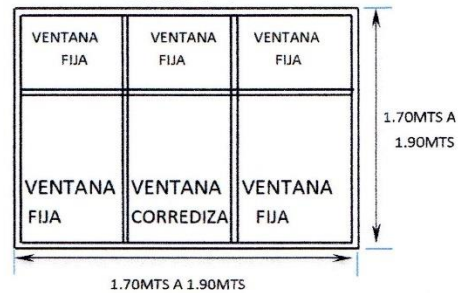 VENTANA VENTANA VENTANA
FIJA FIJA FIJA
1.70MTS A
1.90MTS
VENTANA VENTANA VENTANA
FIJA CORREDIZA FIJA
1.70MTS A 1.90MTS